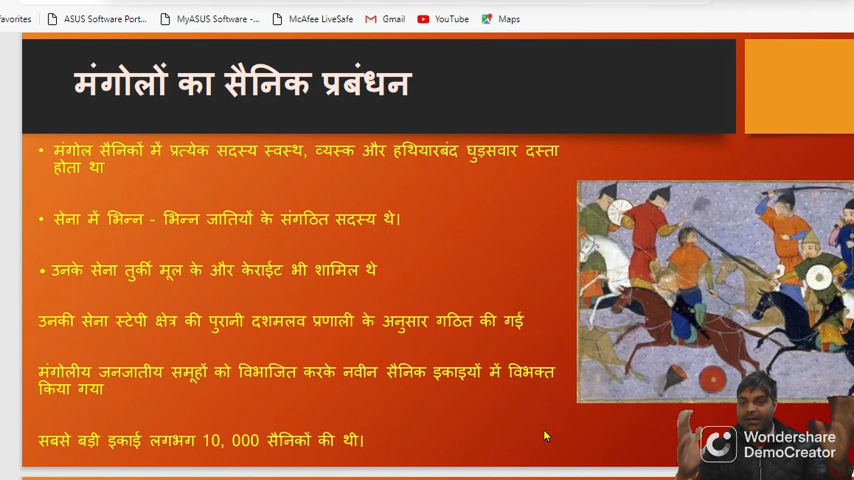 avorites ASUS Software Port... MyASUS Software -... McAfee LiveSafe Gmail YouTube Maps
मंगोलों का सैनिक प्रबंधन
• मंगोल सैनिकों में प्रत्येक सदस्य स्वस्थ, व्यस्क और हथियारबंद घुड़सवार दस्ता
होता था
• सेना में भिन्न - भिन्न जातियों के संगठित सदस्य थे।
• उनके सेना तुर्की मूल के और केराईट भी शामिल थे
उनकी सेना स्टेपी क्षेत्र की पुरानी दशमलव प्रणाली के अनुसार गठित की गई
मंगोलीय जनजातीय समूहों को विभाजित करके नवीन सैनिक इकाइयों में विभक्त
किया गया
सबसे बड़ी इकाई लगभग 10, 000 सैनिकों की थी।
Wondershare
DemoCreator